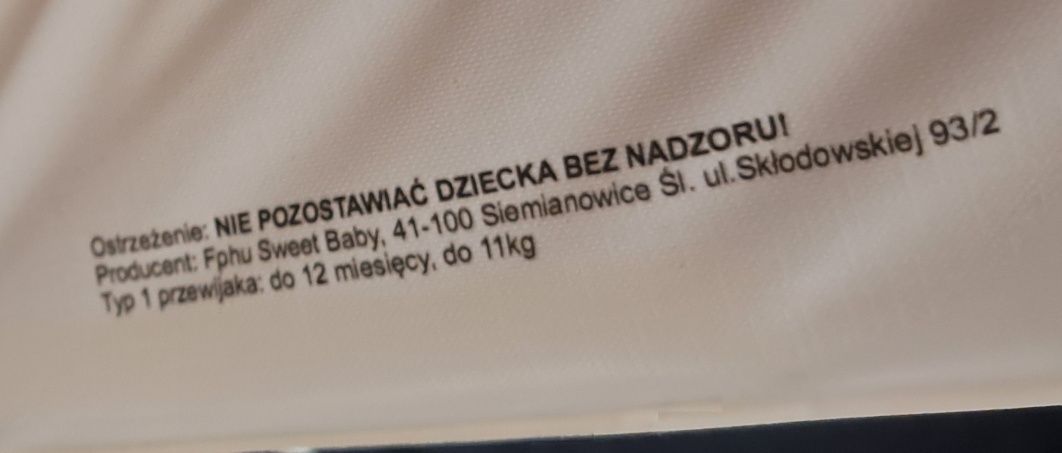 Ostrzeżenie: NIE POZOSTAWIAĆ DZIECKA BEZ NADZORU!
Producent: Fphu Sweet Baby, 41-100 Siemianowice Śl. ul.Skłodowskiej 93/2
Typ 1 przewijaka: do 12 miesięcy, do 11kg